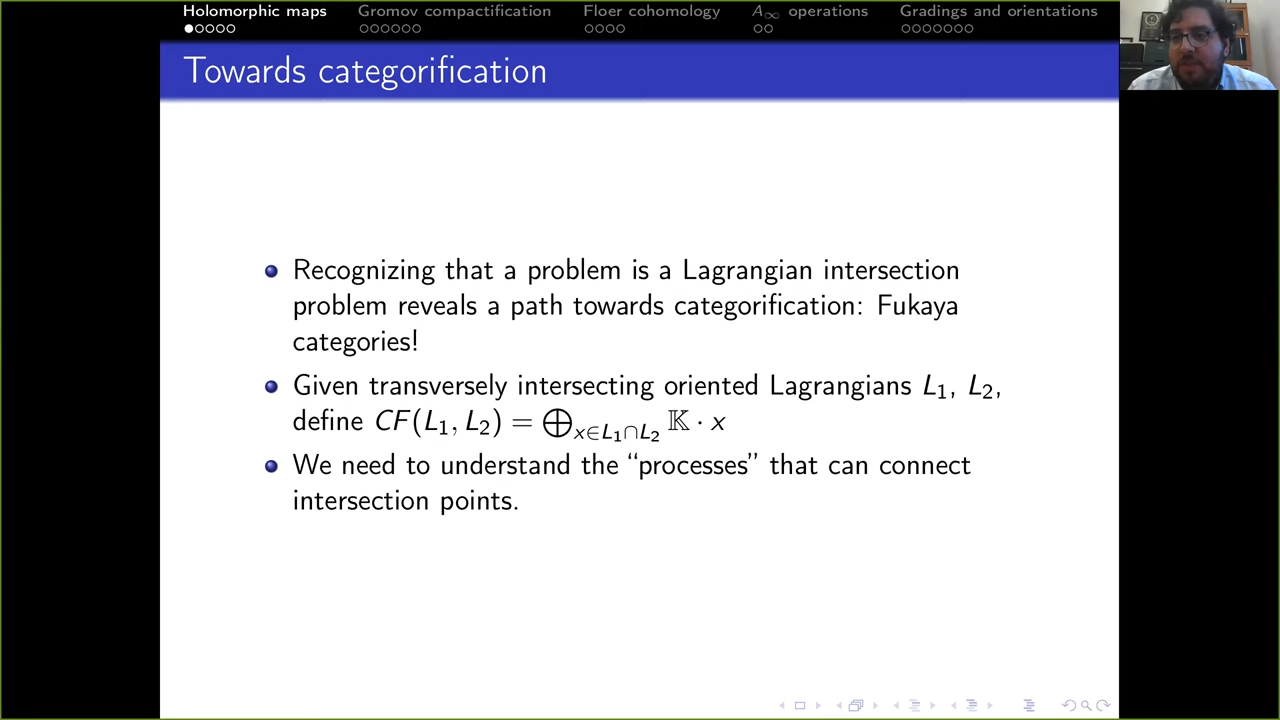 Holomorphic maps Gromov compactification Floer cohomology A∞ operations Gradings and orientations
Towards categorification
Recognizing that a problem is a Lagrangian intersection
problem reveals a path towards categorification: Fukaya
categories!
Given transversely intersecting oriented Lagrangians L₁, L₂,
define CF(L₁, L₂) = ⨁_{x∈L₁∩L₂} 𝕂 · x
We need to understand the “processes” that can connect
intersection points.